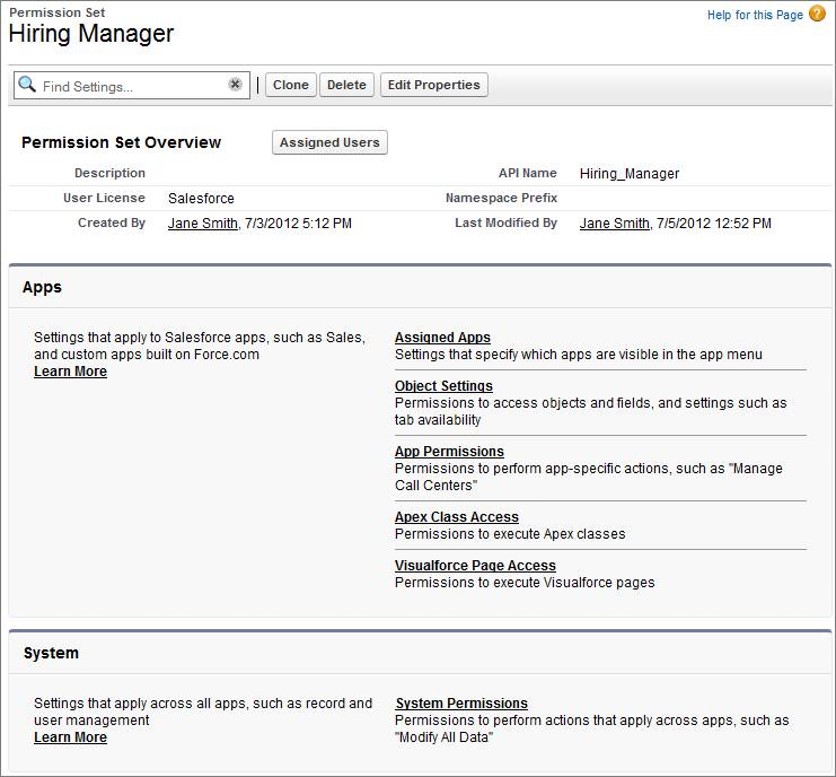 Permission Set
Hiring Manager
Help for this Page ?
Find Settings...
Clone Delete Edit Properties
Permission Set Overview Assigned Users
Description API Name Hiring_Manager
User License Salesforce Namespace Prefix
Created By Jane Smith, 7/3/2012 5:12 PM Last Modified By Jane Smith, 7/5/2012 12:52 PM
Apps
Settings that apply to Salesforce apps, such as Sales,
and custom apps built on Force.com
Learn More
Assigned Apps
Settings that specify which apps are visible in the app menu
Object Settings
Permissions to access objects and fields, and settings such as
tab availability
App Permissions
Permissions to perform app-specific actions, such as "Manage
Call Centers"
Apex Class Access
Permissions to execute Apex classes
Visualforce Page Access
Permissions to execute Visualforce pages
System
Settings that apply across all apps, such as record and
user management
Learn More
System Permissions
Permissions to perform actions that apply across apps, such as
"Modify All Data"